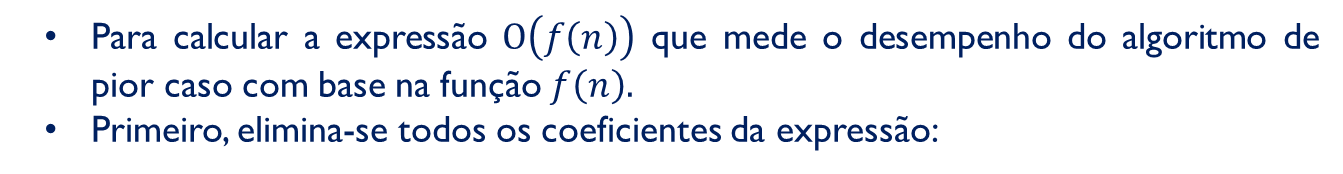 • Para calcular a expressão O(f(n)) que mede o desempenho do algoritmo de
pior caso com base na função f(n).
• Primeiro, elimina-se todos os coeficientes da expressão: